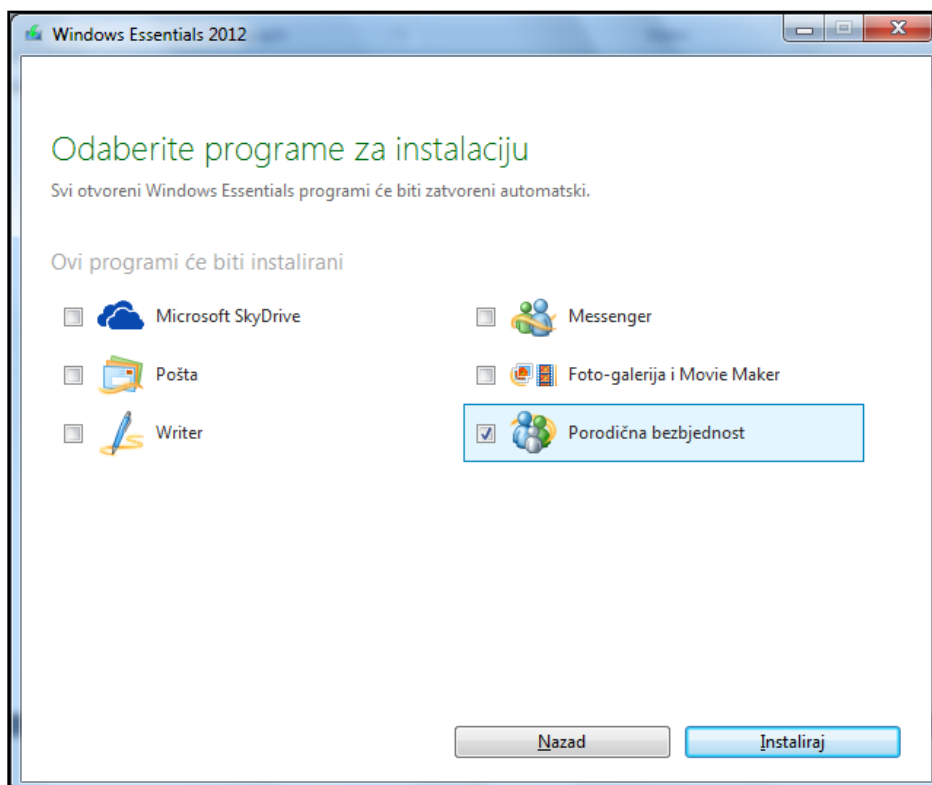 Windows Essentials 2012
Odaberite programe za instalaciju
Svi otvoreni Windows Essentials programi će biti zatvoreni automatski.
Ovi programi će biti instalirani
Microsoft SkyDrive
Messenger
Pošta
Foto-galerija i Movie Maker
Writer
Porodična bezbjednost
Nazad
Instaliraj